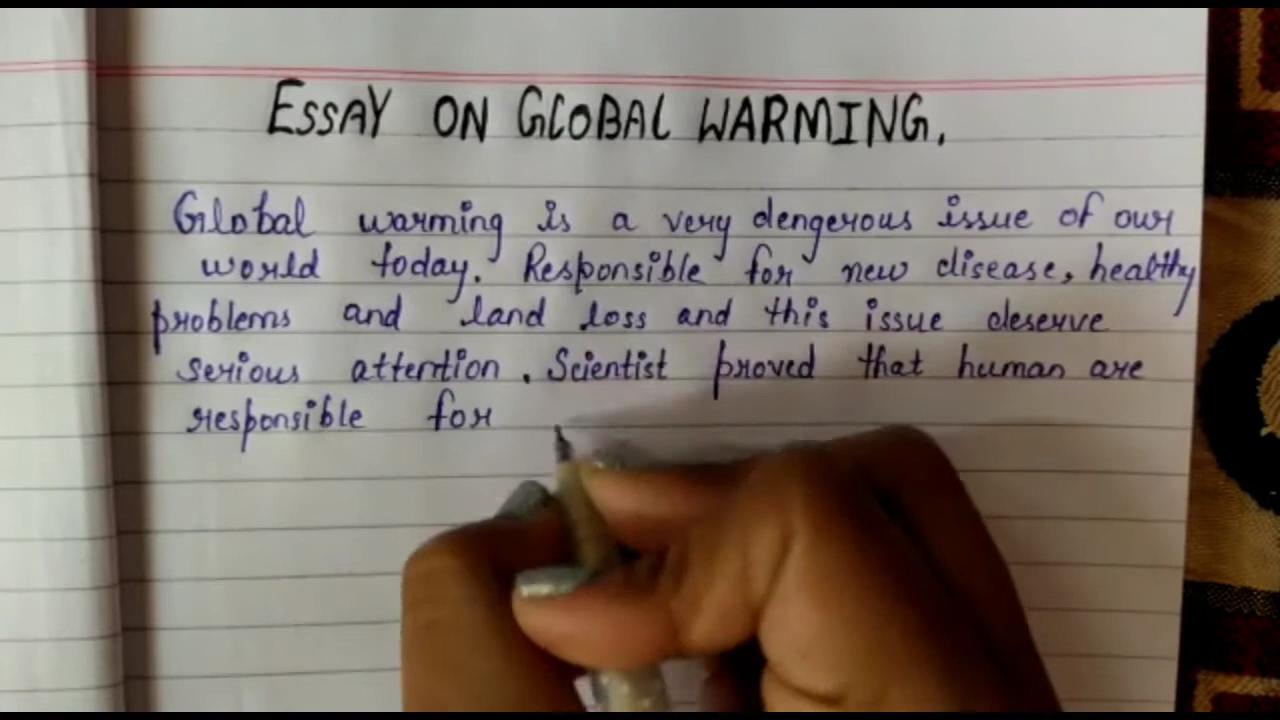 ESSAY ON GLOBAL WARMING.
Global warming is a very dengerous issue of our
world today. Responsible for new disease, healthy
problems and land loss and this issue deserve
serious attention. Scientist proved that human are
responsible for